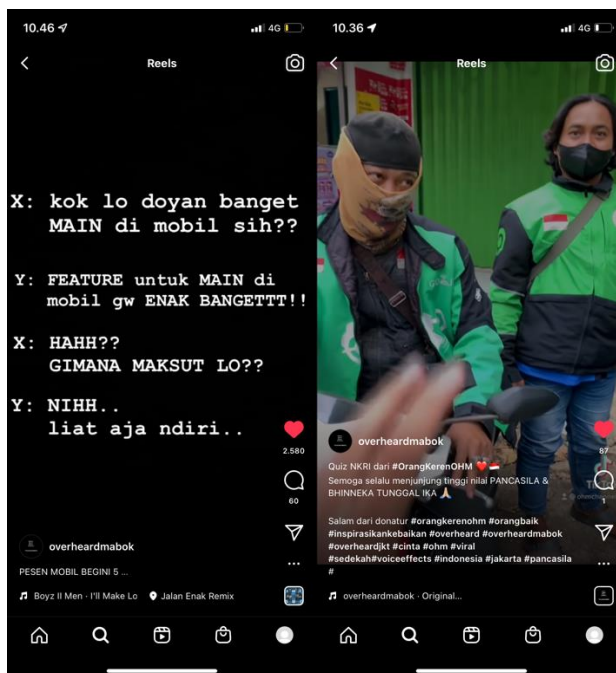 10.46
4G
Reels
X: kok lo doyan banget
MAIN di mobil sih??
Y: FEATURE untuk MAIN di
mobil gw ENAK BANGETTT!!
X: HAHH??
GIMANA MAKSUT LO??
Y: NIHH..
liat aja ndiri..
2.580
60
overheardmabok
PESEN MOBIL BEGINI 5 ...
Boyz II Men · I'll Make Lo
Jalan Enak Remix
10.36
4G
Reels
overheardmabok
87
Quiz NKRI dari #OrangKerenOHM ❤️🇮🇩
Semoga selalu menjunjung tinggi nilai PANCASILA &
BHINNEKA TUNGGAL IKA 🙏🏻
1
Salam dari donatur #orangkerenohm #orangbaik
#inspirasikankebaikan #overheard #overheardmabok
#overheardjkt #cinta #ohm #viral
#sedekah#voiceeffects #indonesia #jakarta #pancasila
#
overheardmabok · Original...